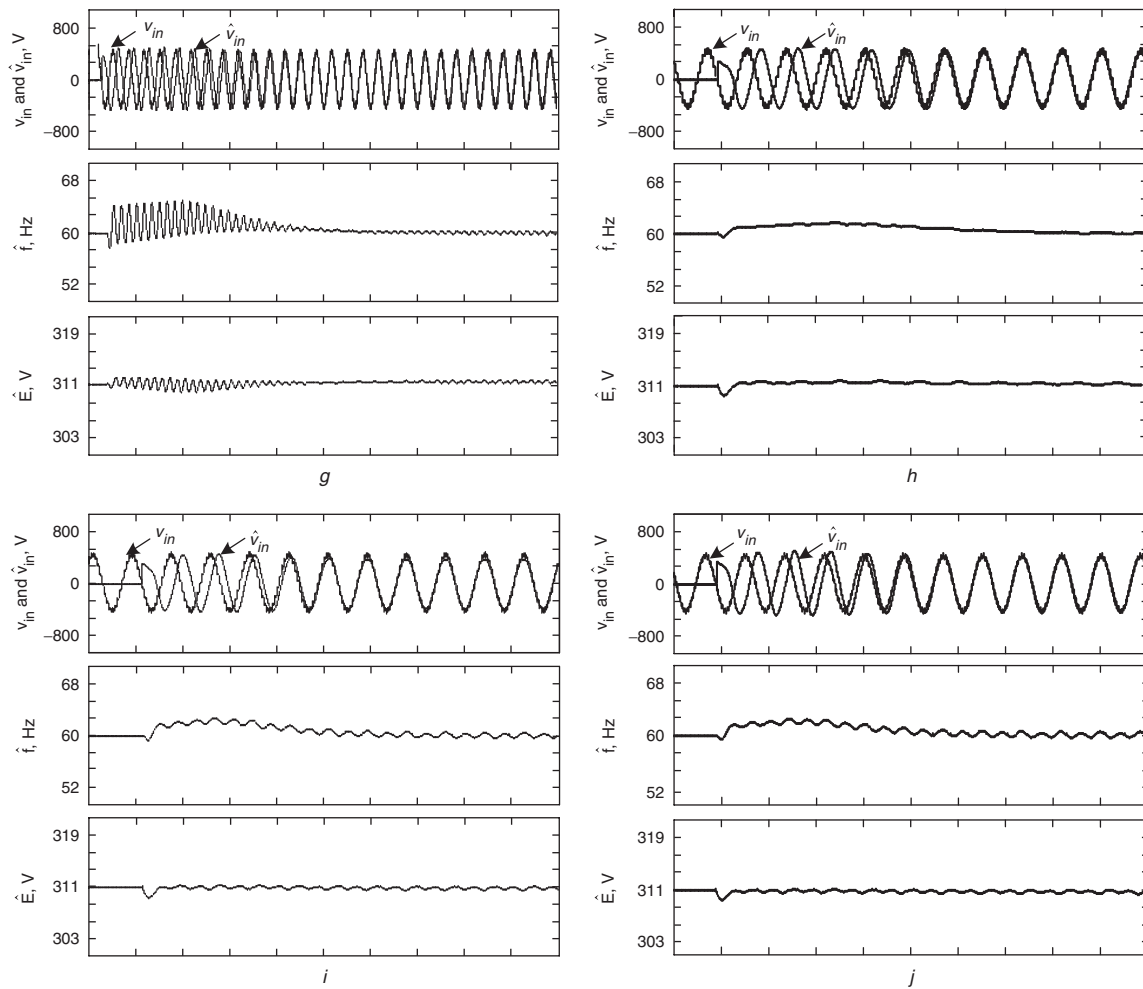 800
0
−800
v_in and v̂_in, V
v_in
v̂_in
68
60
52
f̂, Hz
319
311
303
Ê, V
g
800
0
−800
v_in and v̂_in, V
v_in
v̂_in
68
60
52
f̂, Hz
319
311
303
Ê, V
h
800
0
−800
v_in and v̂_in, V
v_in
v̂_in
68
60
52
f̂, Hz
319
311
303
Ê, V
i
800
0
−800
v_in and v̂_in, V
v_in
v̂_in
68
60
52
f̂, Hz
319
311
303
Ê, V
j